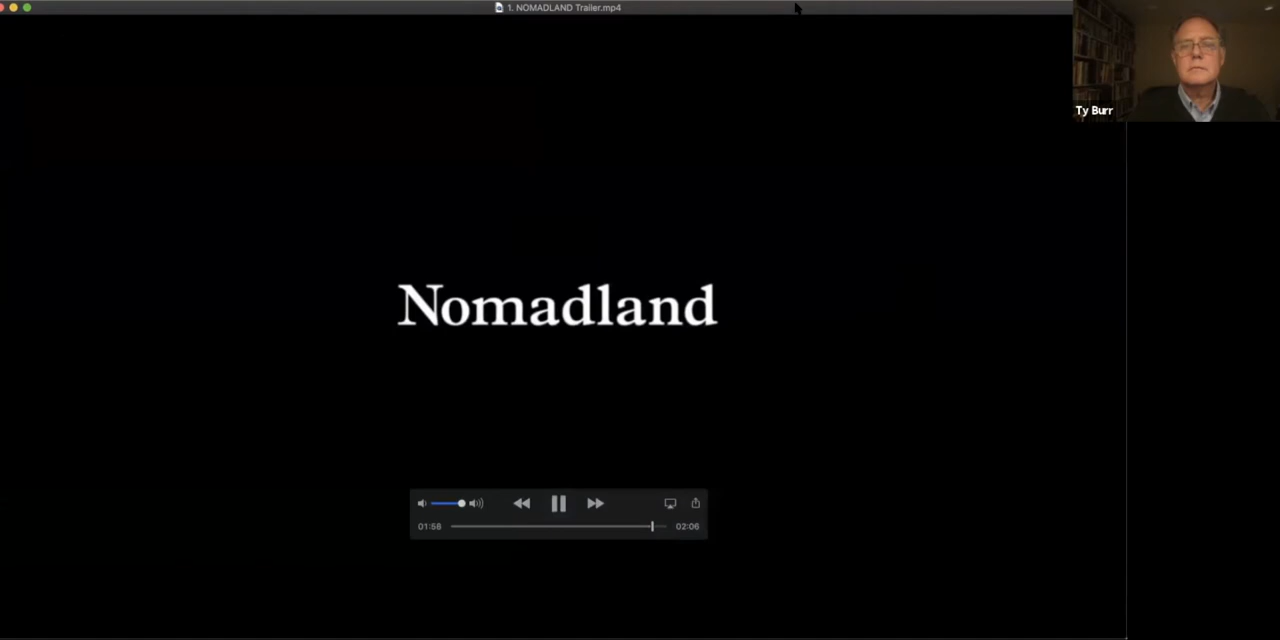 1. NOMADLAND Trailer.mp4
Ty Burr
Nomadland
01:58
02:06